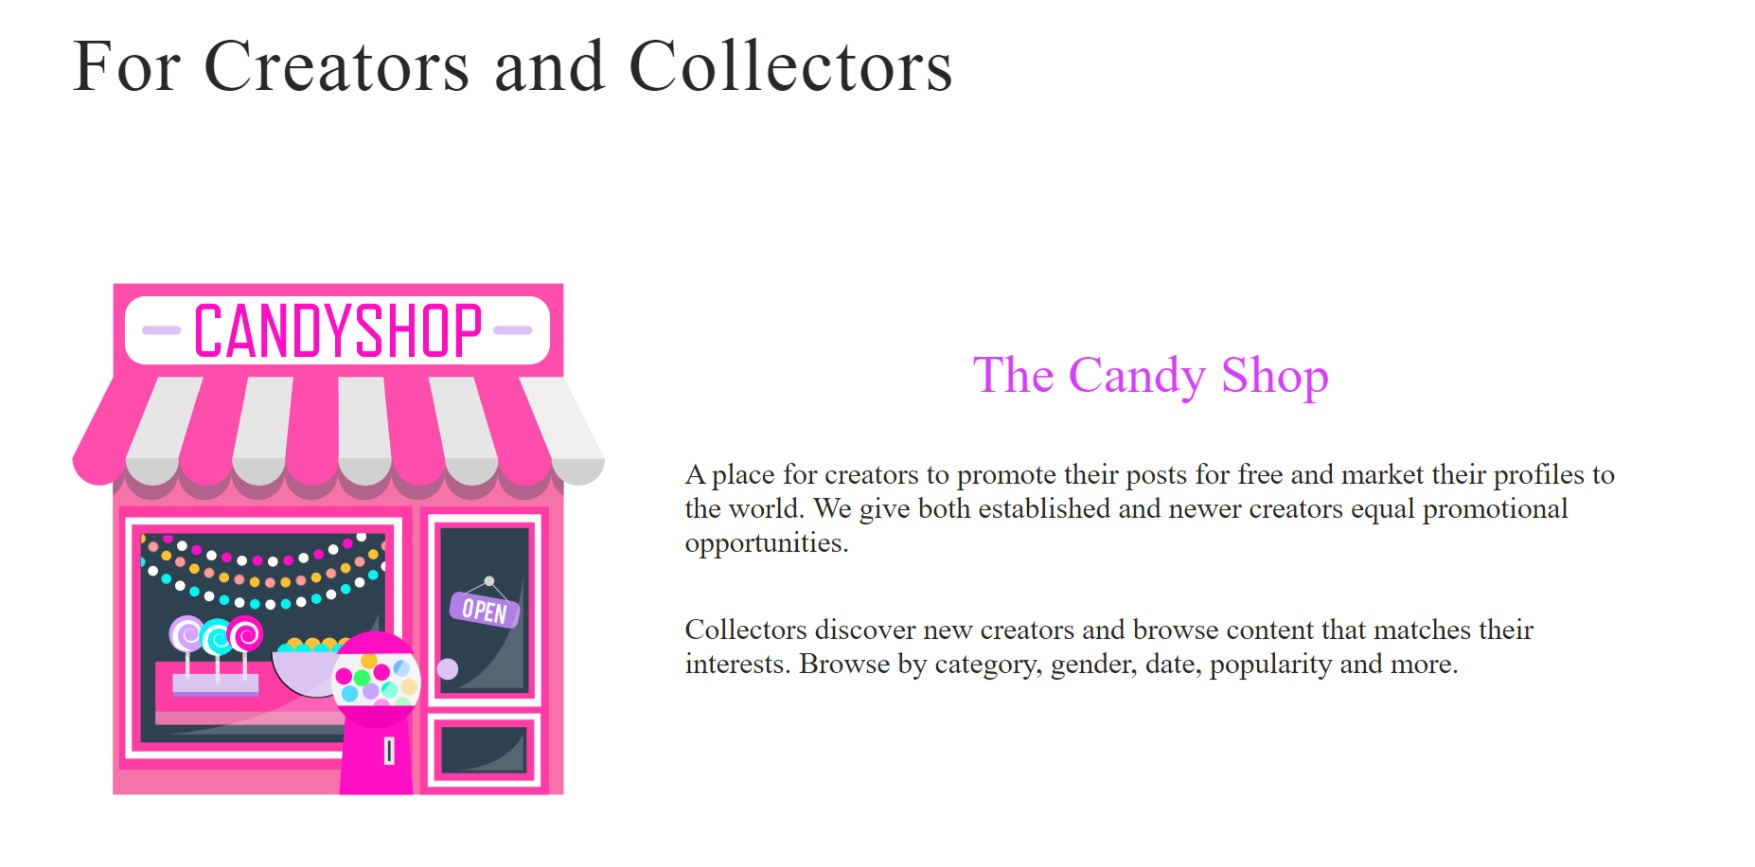 For Creators and Collectors
CANDYSHOP
OPEN
The Candy Shop
A place for creators to promote their posts for free and market their profiles to
the world. We give both established and newer creators equal promotional
opportunities.
Collectors discover new creators and browse content that matches their
interests. Browse by category, gender, date, popularity and more.